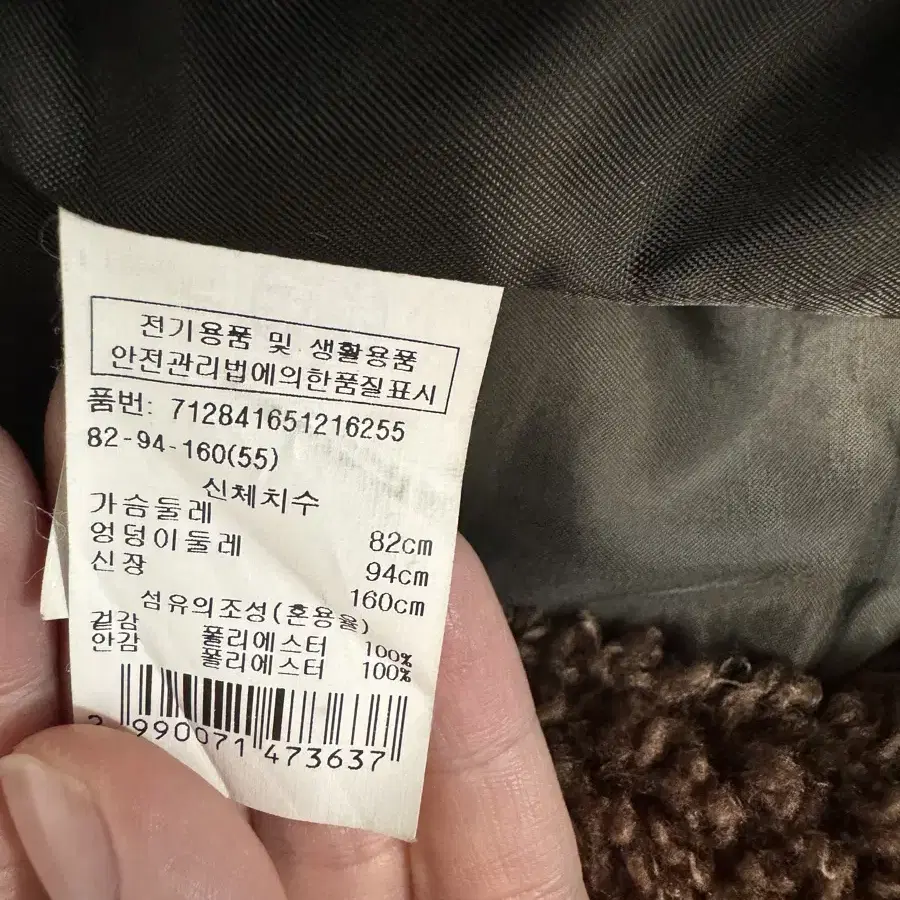 전기용품 및 생활용품
안전관리법에의한품질표시
품번: 712841651216255
82-94-160(55)
신체치수
가슴둘레 82cm
엉덩이둘레 94cm
신장 160cm
섬유의조성(혼용율)
겉감 폴리에스터 100%
안감 폴리에스터 100%
2 990071 473637